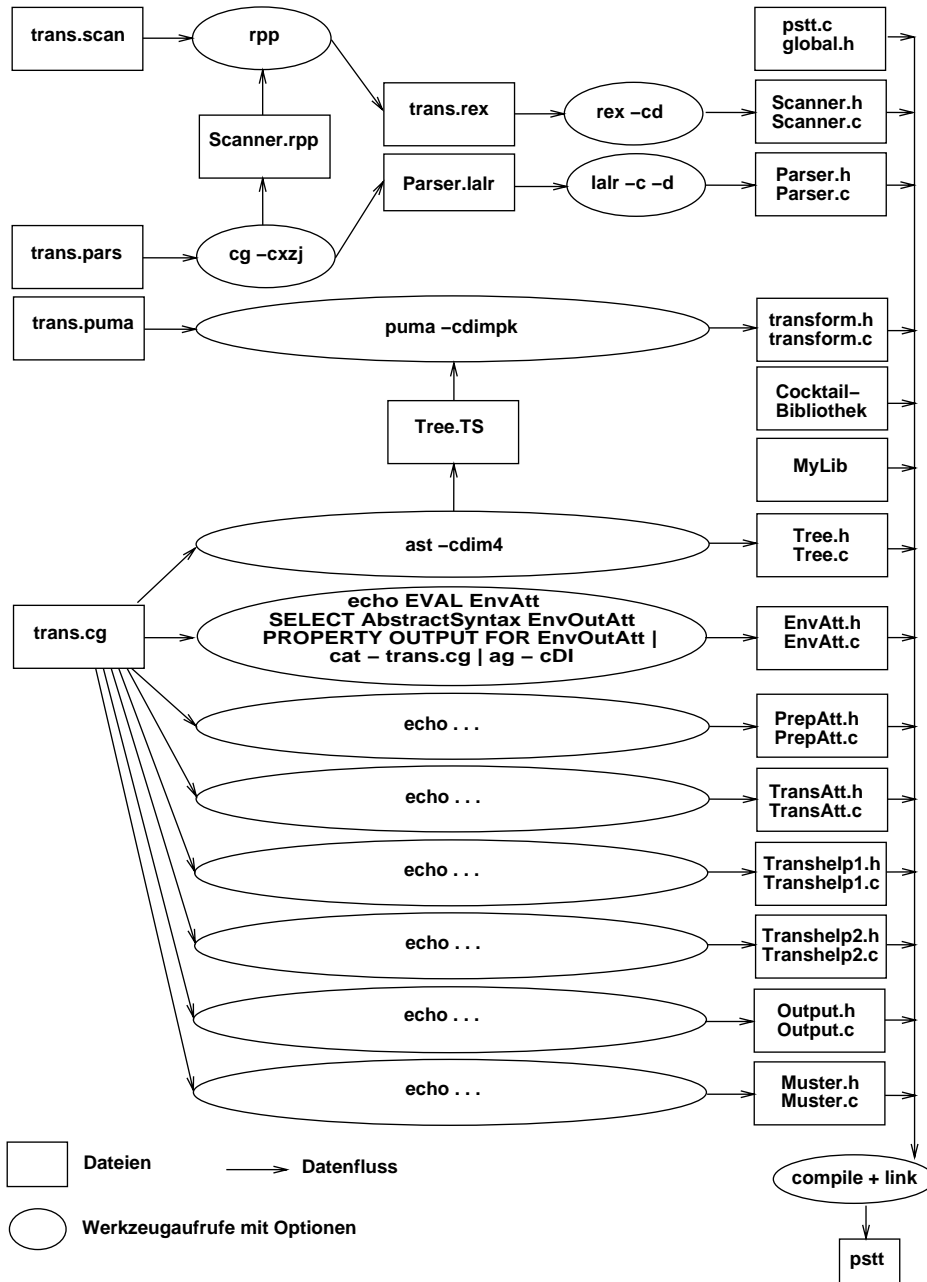 trans.scan
rpp
pstt.c
global.h
trans.rex
rex –cd
Scanner.h
Scanner.c
Scanner.rpp
Parser.lalr
lalr –c –d
Parser.h
Parser.c
trans.pars
cg –cxzj
trans.puma
puma –cdimpk
transform.h
transform.c
Cocktail–
Bibliothek
Tree.TS
MyLib
ast –cdim4
Tree.h
Tree.c
trans.cg
echo EVAL EnvAtt
SELECT AbstractSyntax EnvOutAtt
PROPERTY OUTPUT FOR EnvOutAtt |
cat – trans.cg | ag – cDI
EnvAtt.h
EnvAtt.c
echo . . .
PrepAtt.h
PrepAtt.c
echo . . .
TransAtt.h
TransAtt.c
echo . . .
Transhelp1.h
Transhelp1.c
echo . . .
Transhelp2.h
Transhelp2.c
echo . . .
Output.h
Output.c
echo . . .
Muster.h
Muster.c
Dateien
Datenfluss
compile + link
Werkzeugaufrufe mit Optionen
pstt